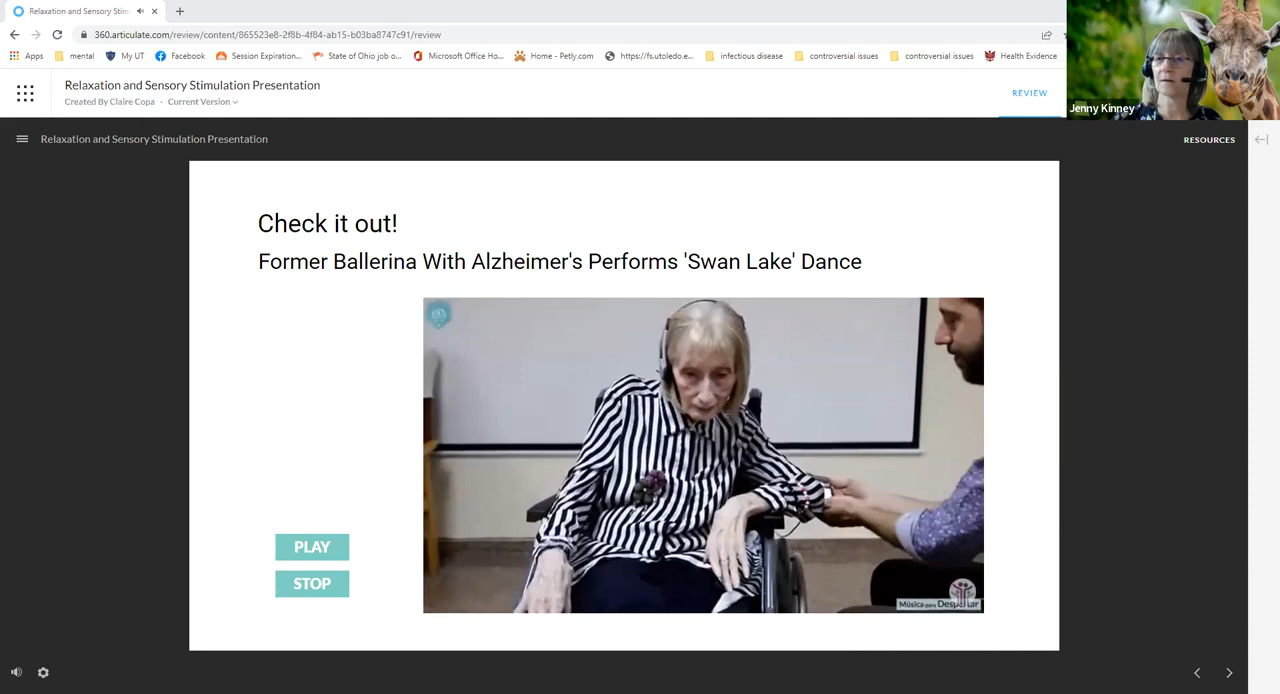 Relaxation and Sensory Stim
360.articulate.com/review/content/865523e8-2f8b-4f84-ab15-b03ba8747c91/review
Apps mental My UT Facebook Session Expiration... State of Ohio job o... Microsoft Office Ho... Home - Petly.com https://fs.utoledo.e... infectious disease controversial issues controversial issues Health Evidence
Relaxation and Sensory Stimulation Presentation
Created By Claire Copa · Current Version
REVIEW
Jenny Kinney
Relaxation and Sensory Stimulation Presentation
RESOURCES
Check it out!
Former Ballerina With Alzheimer's Performs 'Swan Lake' Dance
PLAY
STOP
Música para Despertar